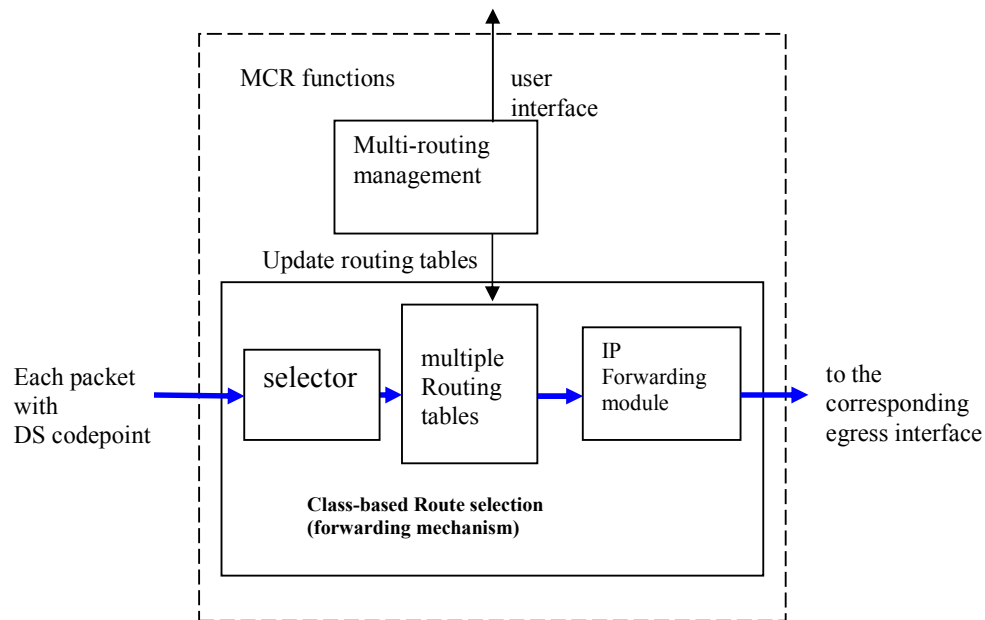 MCR functions
user
interface
Multi-routing
management
Update routing tables
Each packet
with
DS codepoint
selector
multiple
Routing
tables
IP
Forwarding
module
to the
corresponding
egress interface
Class-based Route selection
(forwarding mechanism)